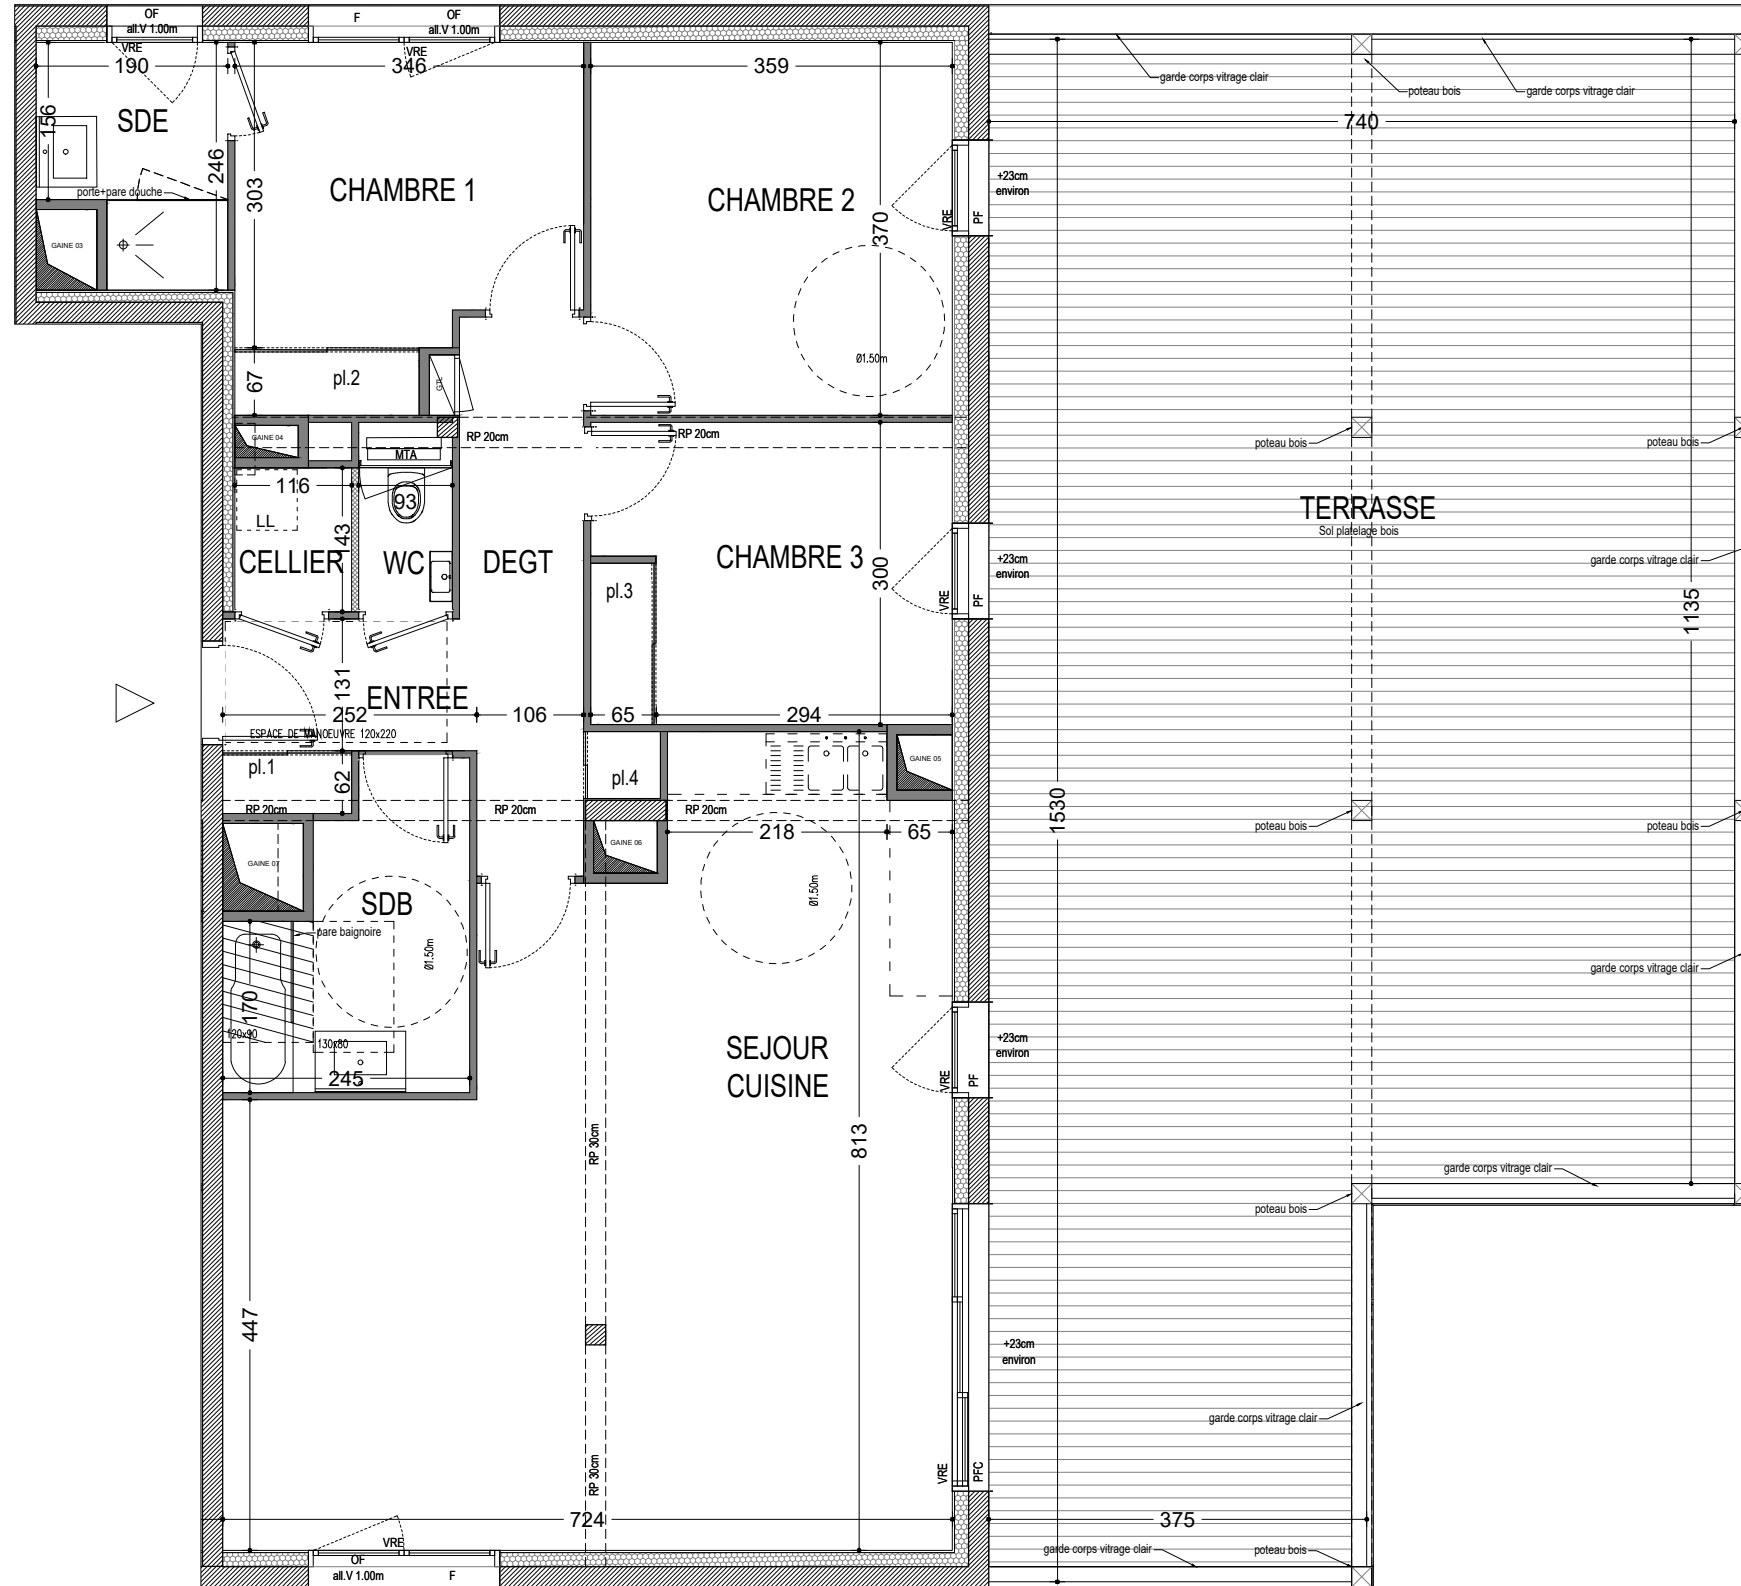 OF
all.V 1.00m
VRE
F
OF
all.V 1.00m
VRE
190
346
359
156
SDE
246
porte+pare douche
GAINE 03
303
CHAMBRE 1
CHAMBRE 2
370
Ø1.50m
VRE
PF
+23cm
environ
garde corps vitrage clair
poteau bois
garde corps vitrage clair
740
67
pl.2
GTL
GAINE 04
MTA
RP 20cm
RP 20cm
poteau bois
poteau bois
116
93
LL
143
CELLIER
WC
DEGT
CHAMBRE 3
pl.3
300
VRE
PF
+23cm
environ
TERRASSE
Sol platelage bois
garde corps vitrage clair
1135
131
ENTREE
252
106
65
294
ESPACE DE MANOEUVRE 120x220
pl.1
62
pl.4
GAINE 05
RP 20cm
RP 20cm
RP 20cm
1530
poteau bois
poteau bois
218
65
GAINE 06
GAINE 07
SDB
pare baignoire
Ø1.50m
Ø1.50m
170
120x90
130x80
245
garde corps vitrage clair
SEJOUR
CUISINE
VRE
PF
+23cm
environ
RP 30cm
813
garde corps vitrage clair
poteau bois
447
+23cm
environ
garde corps vitrage clair
RP 30cm
VRE
PFC
724
375
VRE
OF
all.V 1.00m
F
garde corps vitrage clair
poteau bois